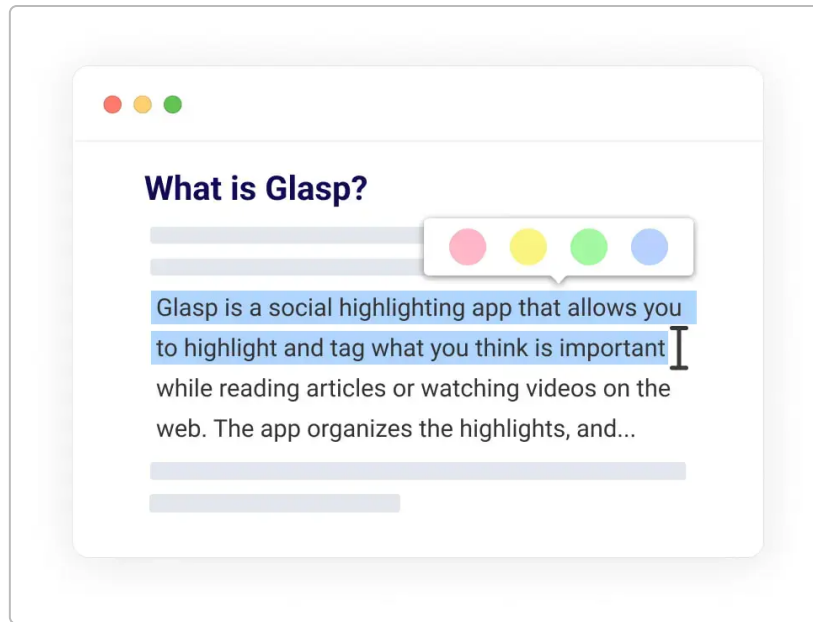 What is Glasp?
Glasp is a social highlighting app that allows you
to highlight and tag what you think is important
while reading articles or watching videos on the
web. The app organizes the highlights, and...